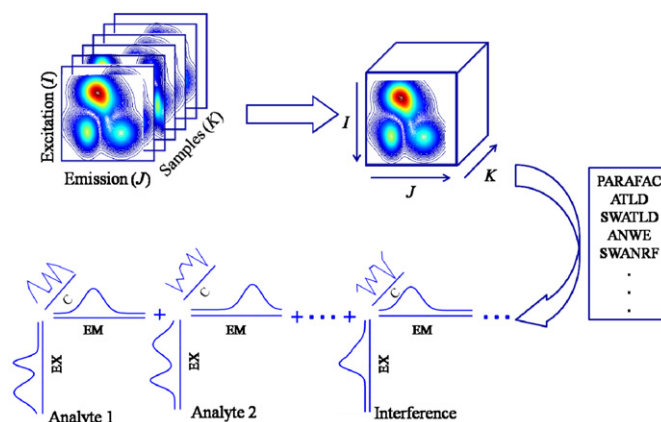 Excitation (I)
Emission (J)
Samples (K)
I
J
K
PARAFAC
ATLD
SWATLD
ANWE
SWANRF
.
.
.
.
C
EM
EX
Analyte 1
+
C
EM
EX
Analyte 2
+ ••• +
C
EM
EX
Interference
•••